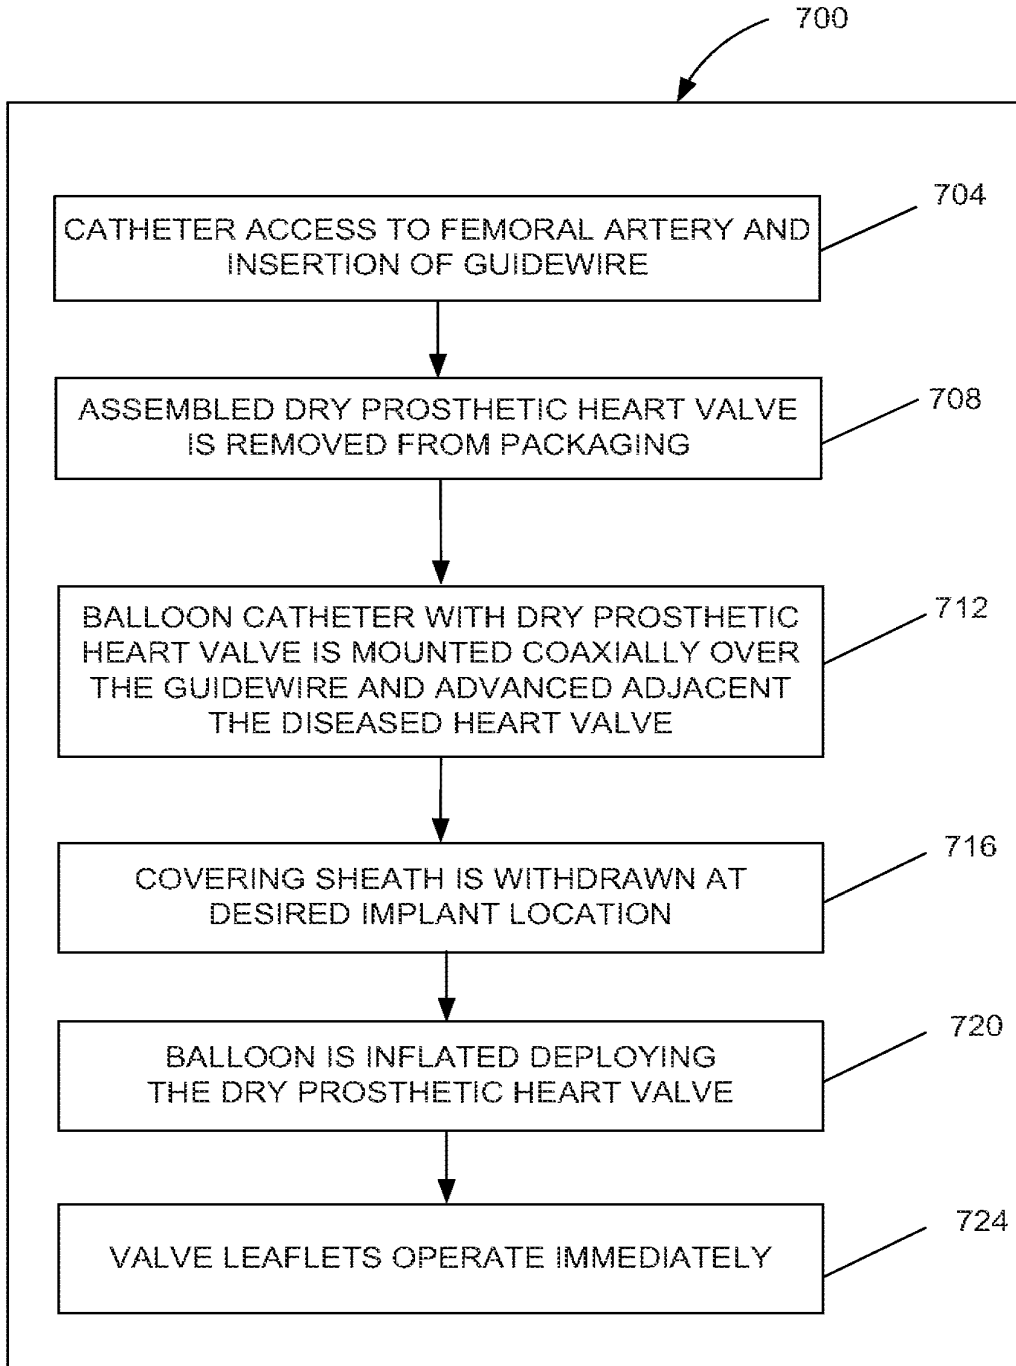 700
704
CATHETER ACCESS TO FEMORAL ARTERY AND
INSERTION OF GUIDEWIRE
708
ASSEMBLED DRY PROSTHETIC HEART VALVE
IS REMOVED FROM PACKAGING
712
BALLOON CATHETER WITH DRY PROSTHETIC
HEART VALVE IS MOUNTED COAXIALLY OVER
THE GUIDEWIRE AND ADVANCED ADJACENT
THE DISEASED HEART VALVE
716
COVERING SHEATH IS WITHDRAWN AT
DESIRED IMPLANT LOCATION
720
BALLOON IS INFLATED DEPLOYING
THE DRY PROSTHETIC HEART VALVE
724
VALVE LEAFLETS OPERATE IMMEDIATELY